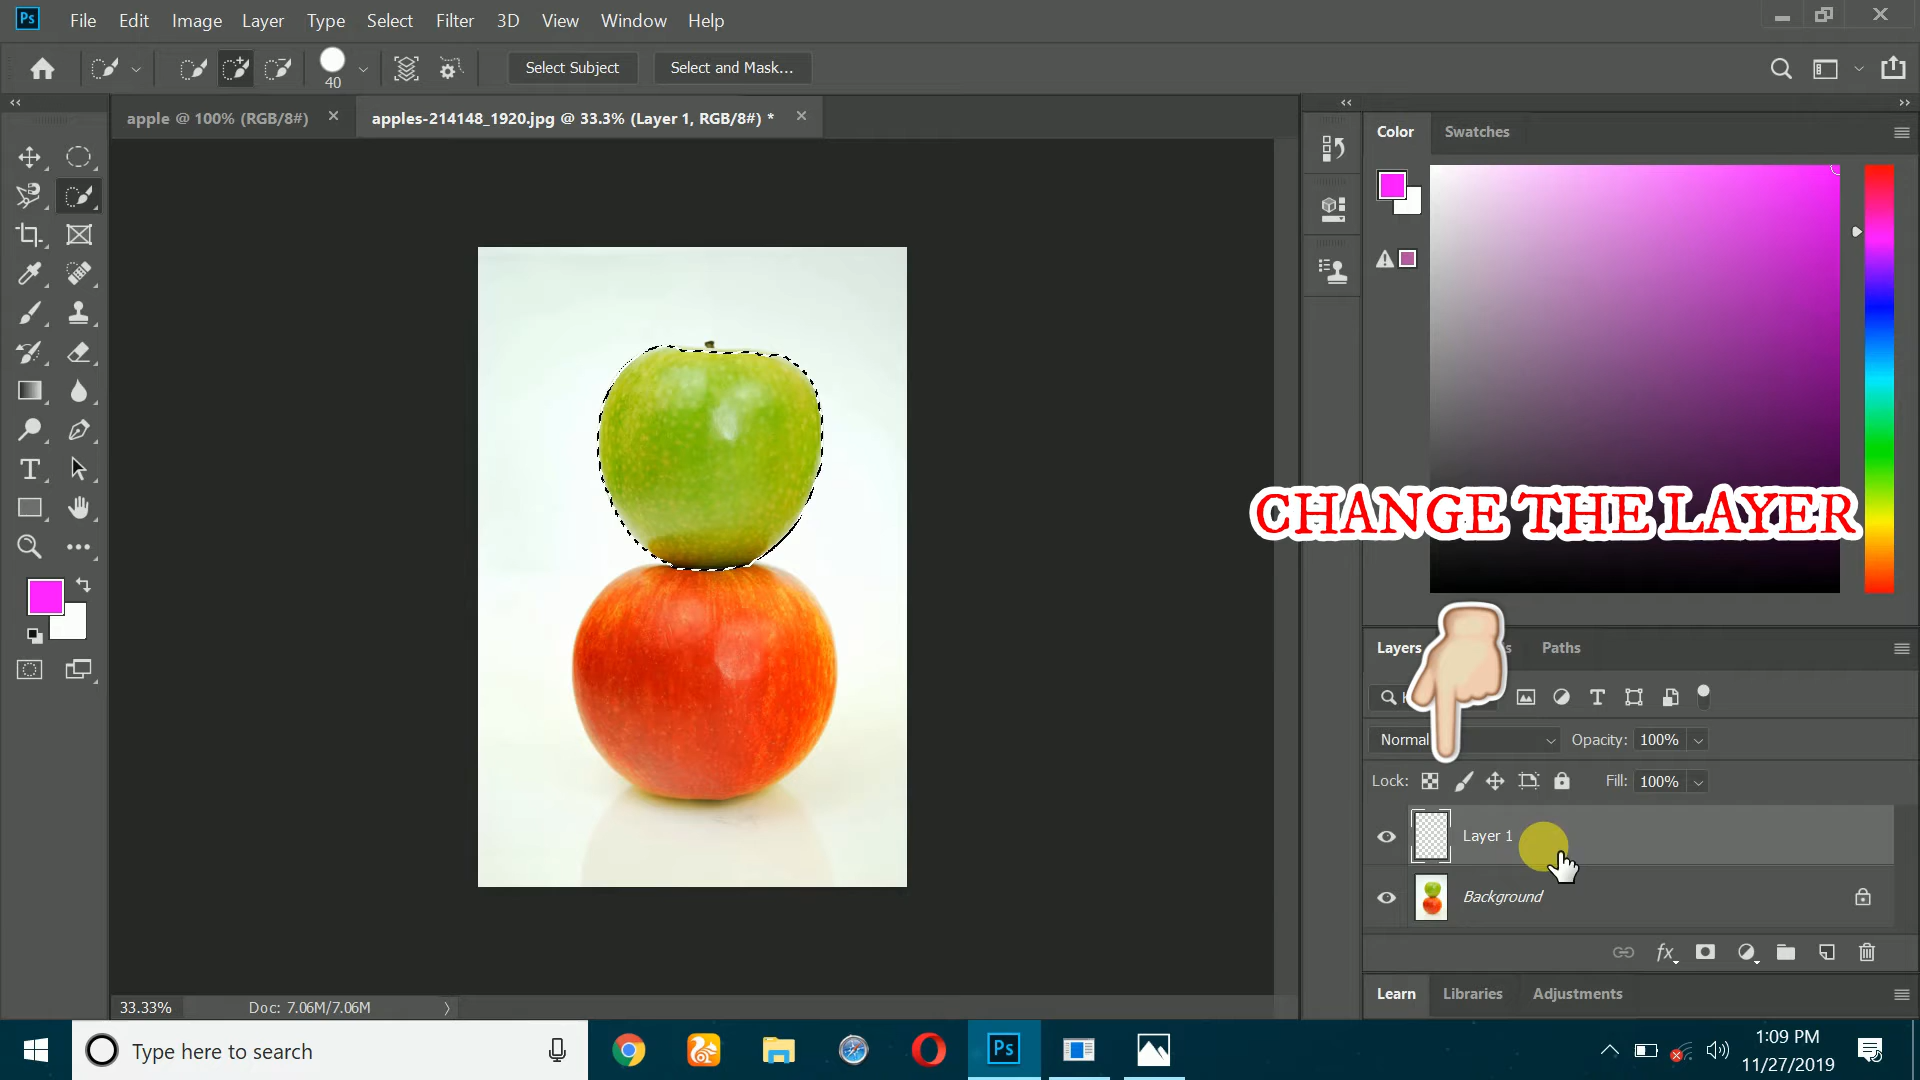 Ps File Edit Image Layer Type Select Filter 3D View Window Help
40 Select Subject Select and Mask...
apple @ 100% (RGB/8#) apples-214148_1920.jpg @ 33.3% (Layer 1, RGB/8#) *
Color Swatches
CHANGE THE LAYER
Layers Paths
Normal Opacity: 100%
Lock: Fill: 100%
Layer 1
Background
33.33% Doc: 7.06M/7.06M
Learn Libraries Adjustments
Type here to search
Ps
1:09 PM
11/27/2019